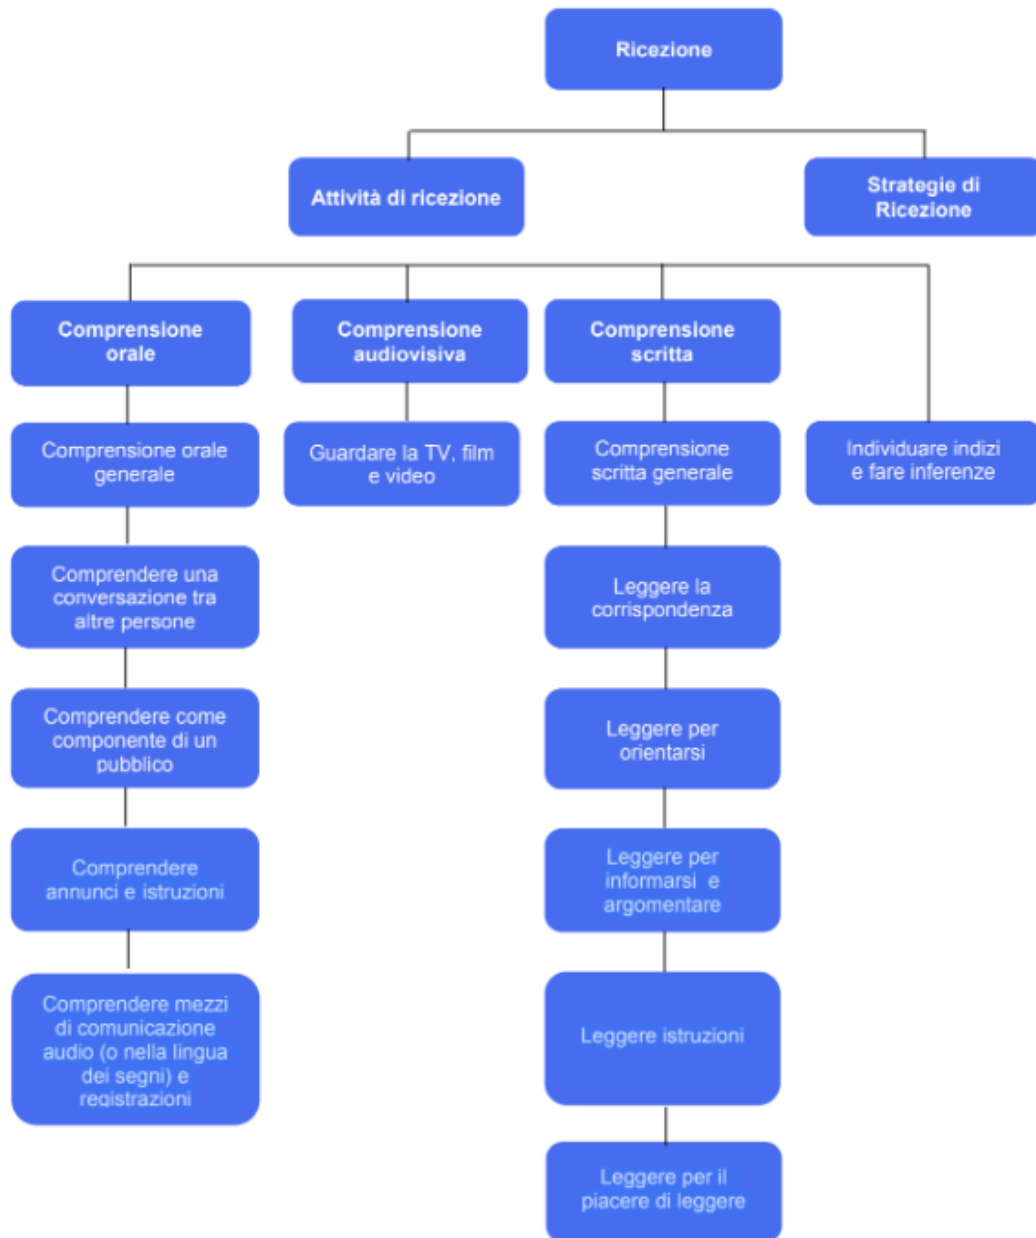 Ricezione
Attività di ricezione
Strategie di
Ricezione
Comprensione
orale
Comprensione
audiovisiva
Comprensione
scritta
Comprensione orale
generale
Guardare la TV, film
e video
Comprensione
scritta generale
Individuare indizi
e fare inferenze
Comprendere una
conversazione tra
altre persone
Leggere la
corrispondenza
Comprendere come
componente di un
pubblico
Leggere per
orientarsi
Comprendere
annunci e istruzioni
Leggere per
informarsi e
argomentare
Comprendere mezzi
di comunicazione
audio (o nella lingua
dei segni) e
registrazioni
Leggere istruzioni
Leggere per il
piacere di leggere